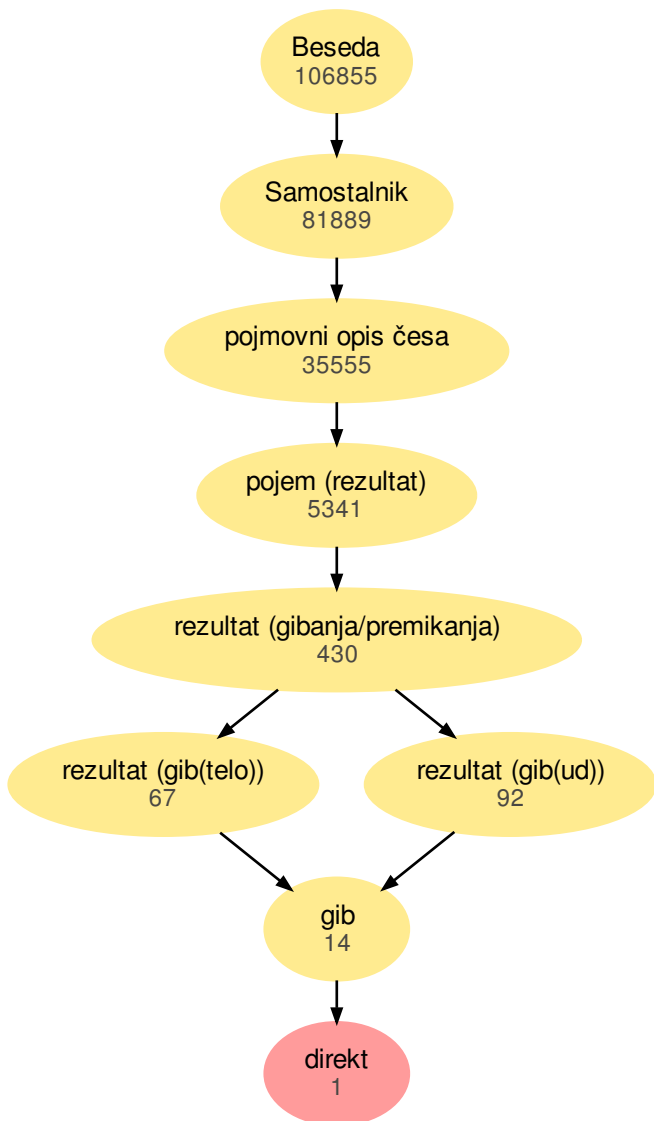 Beseda
106855
Samostalnik
81889
pojmovni opis česa
35555
pojem (rezultat)
5341
rezultat (gibanja/premikanja)
430
rezultat (gib(telo))
67
rezultat (gib(ud))
92
gib
14
direkt
1